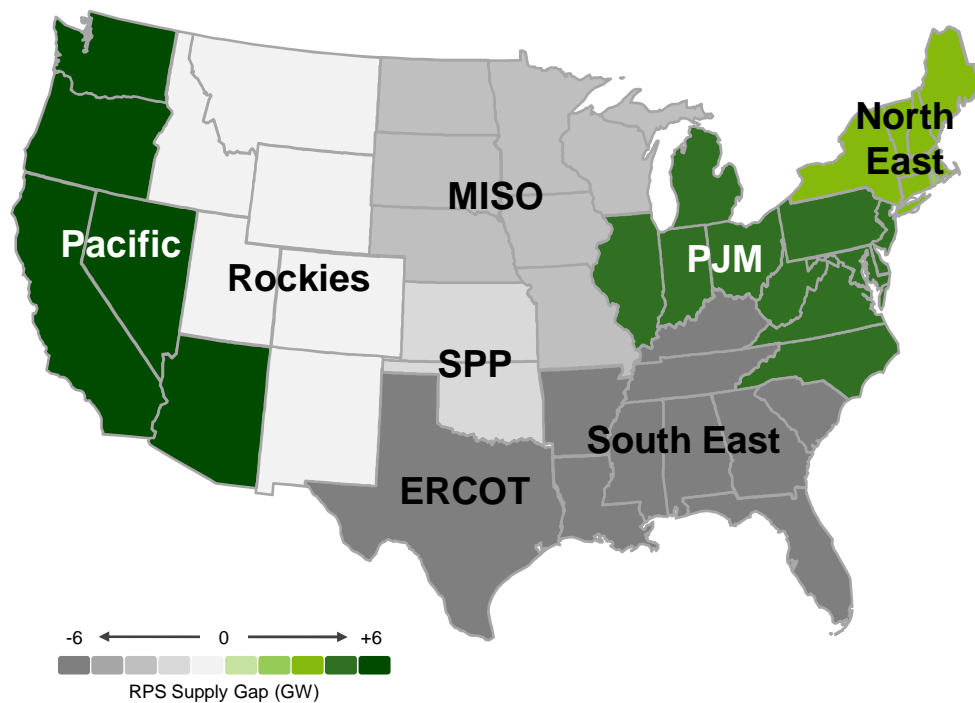 North
East
MISO
Pacific
PJM
Rockies
SPP
South East
ERCOT
-6 0 +6
RPS Supply Gap (GW)